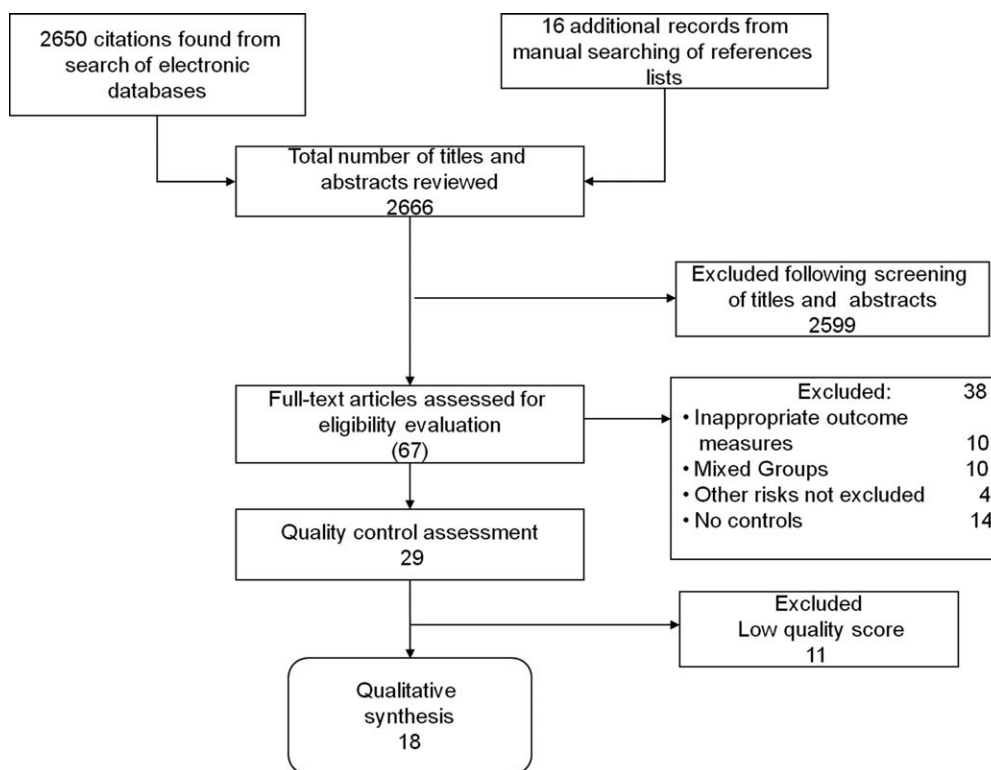 2650 citations found from
search of electronic
databases
16 additional records from
manual searching of references
lists
Total number of titles and
abstracts reviewed
2666
Excluded following screening
of titles and abstracts
2599
Full-text articles assessed for
eligibility evaluation
(67)
Excluded: 38
• Inappropriate outcome
measures 10
• Mixed Groups 10
• Other risks not excluded 4
• No controls 14
Quality control assessment
29
Excluded
Low quality score
11
Qualitative
synthesis
18